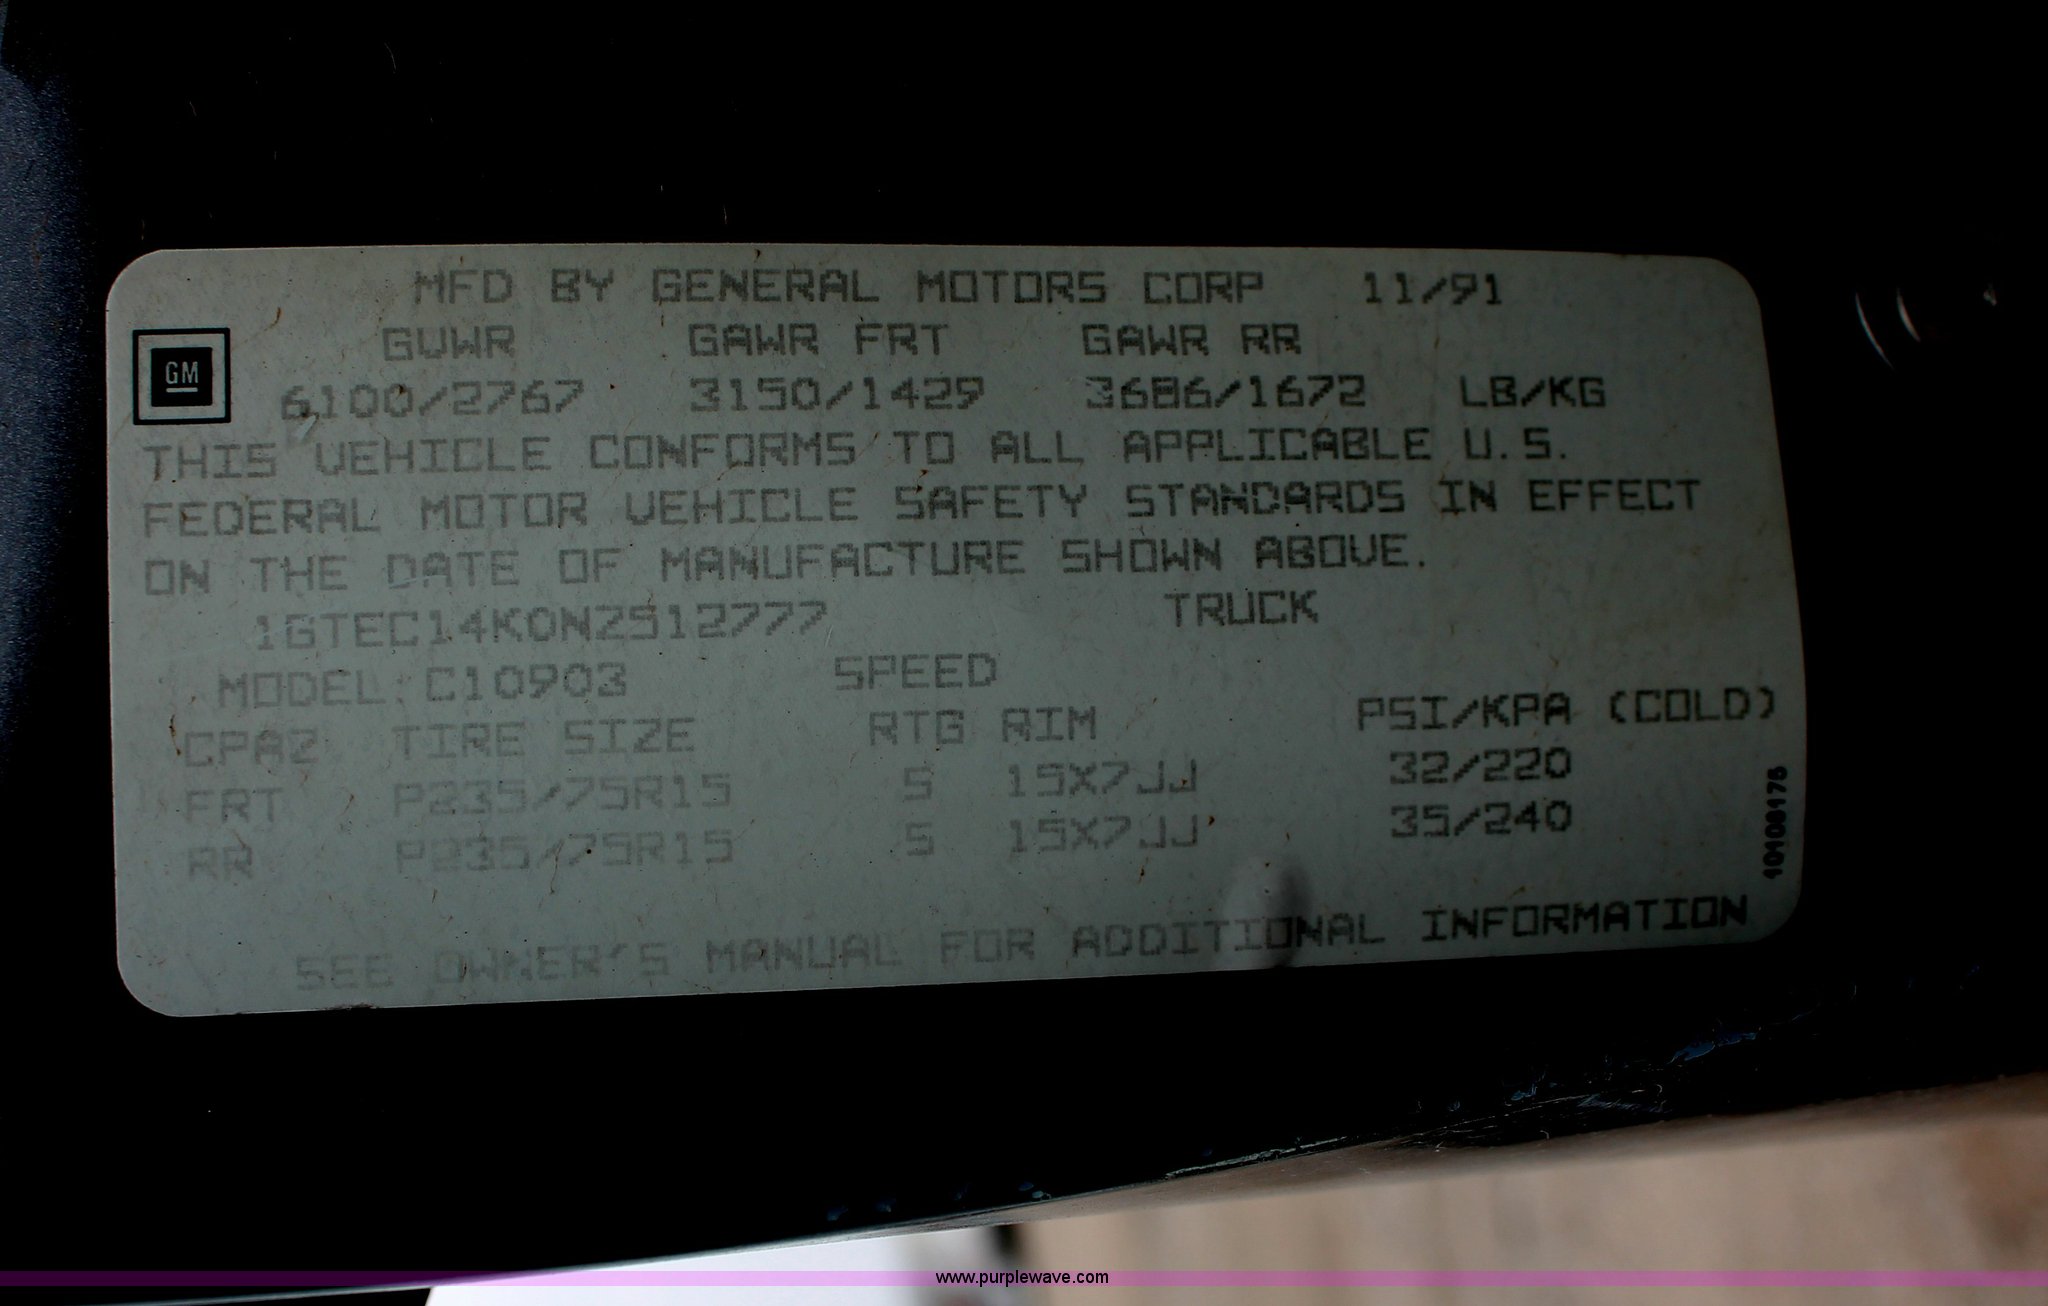 MFD BY GENERAL MOTORS CORP 11/91
GVWR GAWR FRT GAWR RR
GM
6100/2767 3150/1429 3686/1672 LB/KG
THIS VEHICLE CONFORMS TO ALL APPLICABLE U.S.
FEDERAL MOTOR VEHICLE SAFETY STANDARDS IN EFFECT
ON THE DATE OF MANUFACTURE SHOWN ABOVE.
1GTEC14K0NZ512777 TRUCK
MODEL: C10903 SPEED
CPAZ TIRE SIZE RTG RIM PSI/KPA (COLD)
FRT P235/75R15 S 15X7JJ 32/220
RR P235/75R15 S 15X7JJ 35/240
SEE OWNER'S MANUAL FOR ADDITIONAL INFORMATION
www.purplewave.com